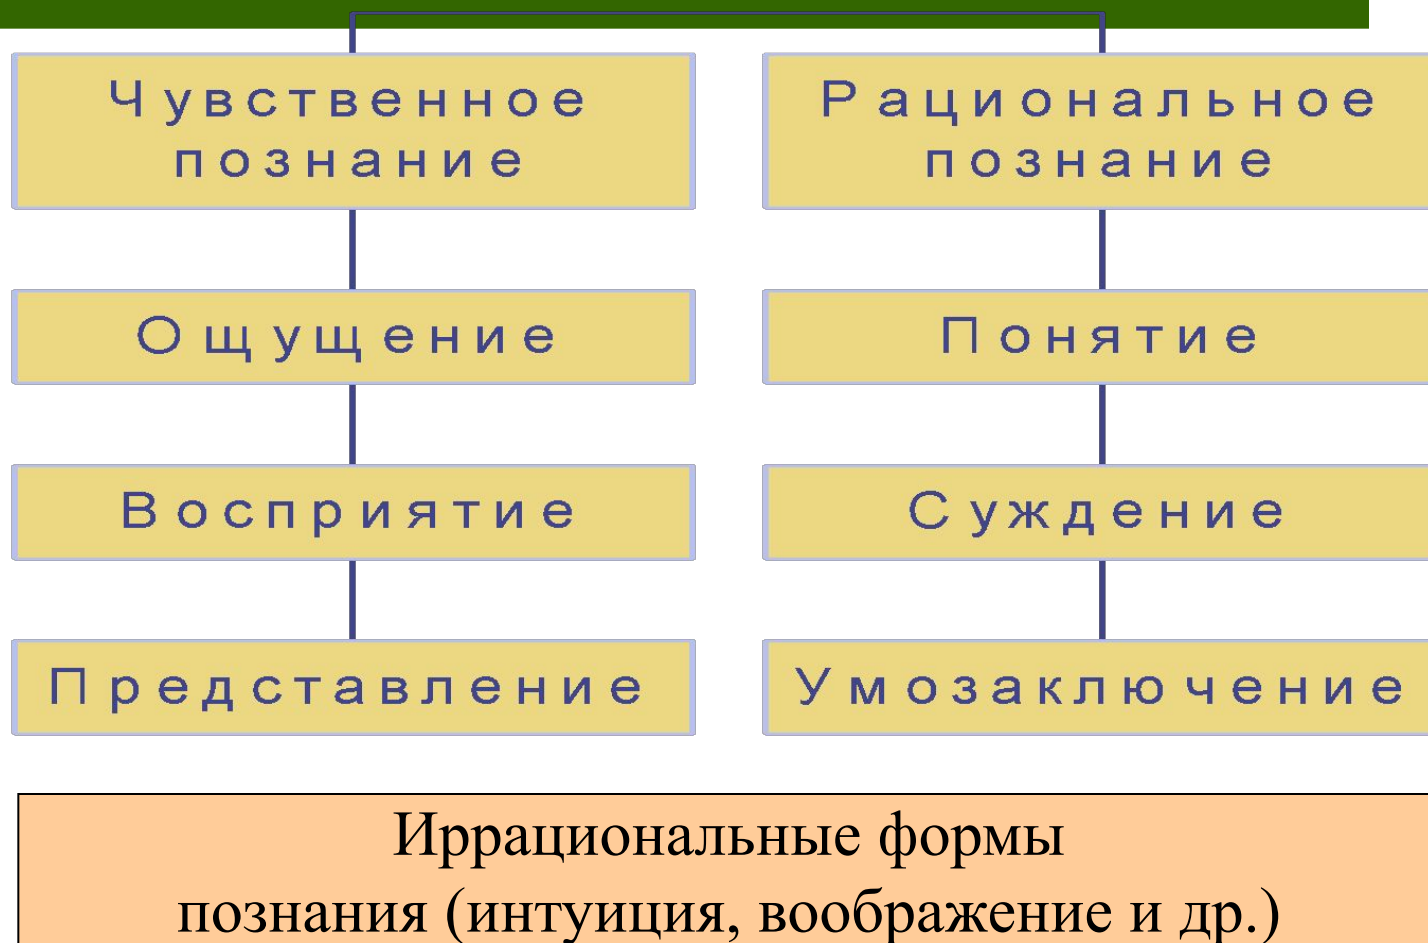 Чувственное
познание
Рациональное
познание
Ощущение
Понятие
Восприятие
Суждение
Представление
Умозаключение
Иррациональные формы
познания (интуиция, воображение и др.)